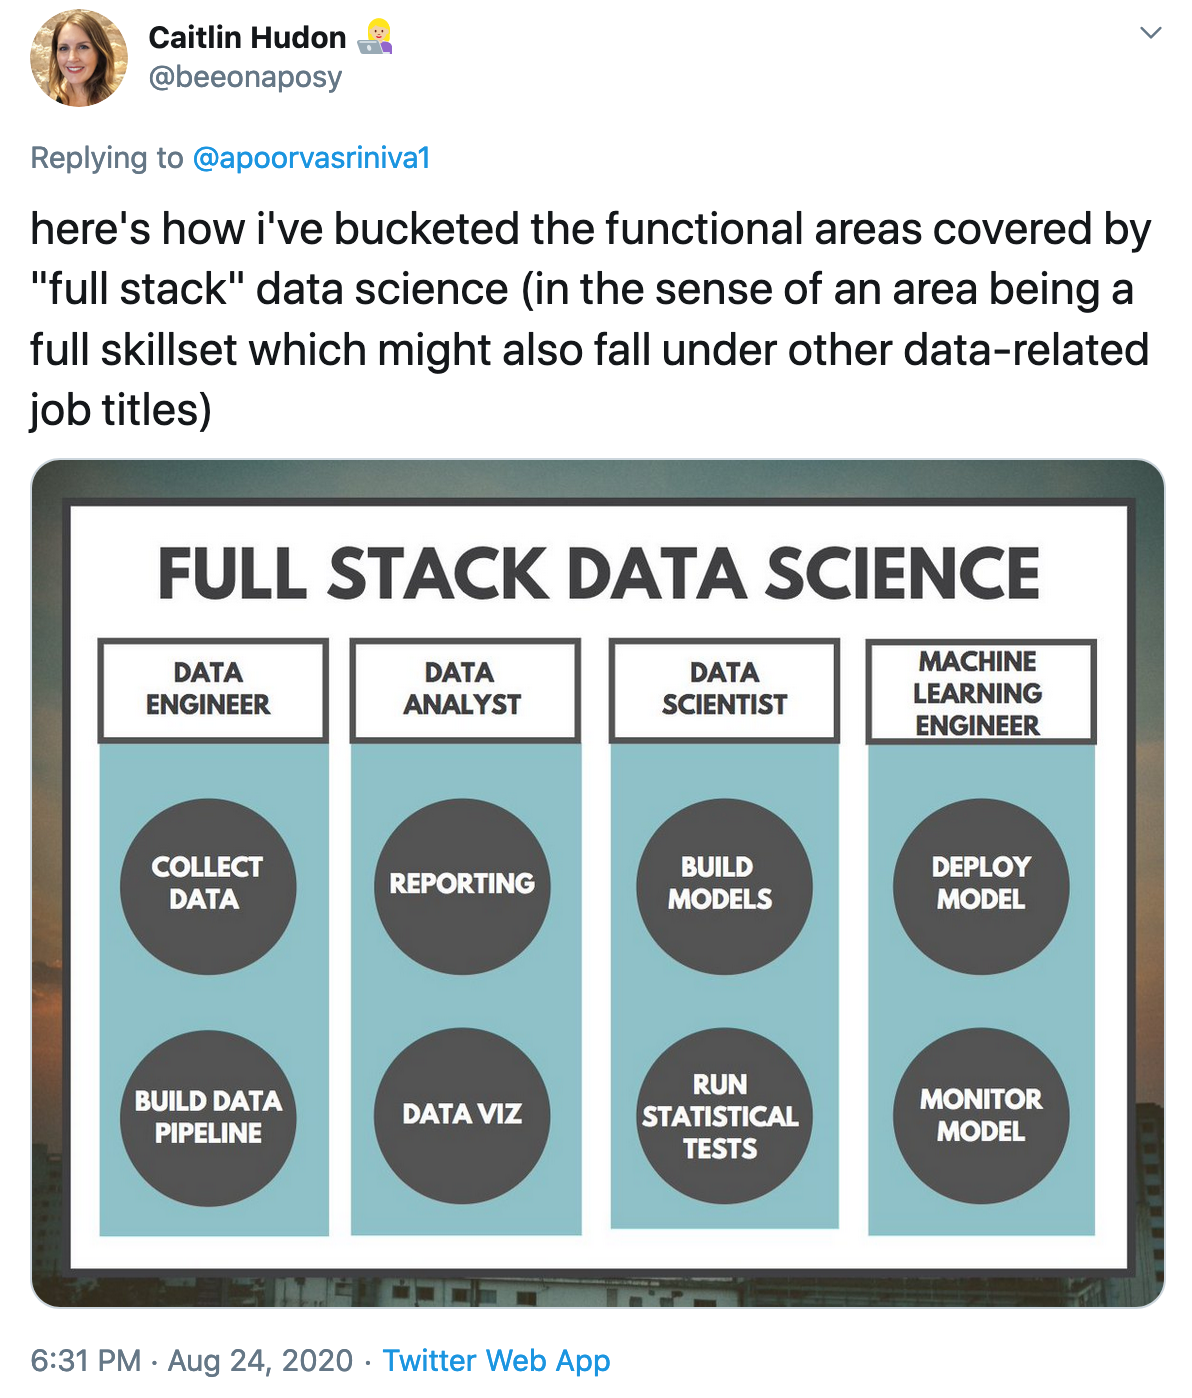 Caitlin Hudon
@beeonaposy
Replying to @apoorvasriniva1
here's how i've bucketed the functional areas covered by
"full stack" data science (in the sense of an area being a
full skillset which might also fall under other data-related
job titles)
FULL STACK DATA SCIENCE
DATA
ENGINEER
COLLECT
DATA
BUILD DATA
PIPELINE
DATA
ANALYST
REPORTING
DATA VIZ
DATA
SCIENTIST
BUILD
MODELS
RUN
STATISTICAL
TESTS
MACHINE
LEARNING
ENGINEER
DEPLOY
MODEL
MONITOR
MODEL
6:31 PM · Aug 24, 2020 · Twitter Web App